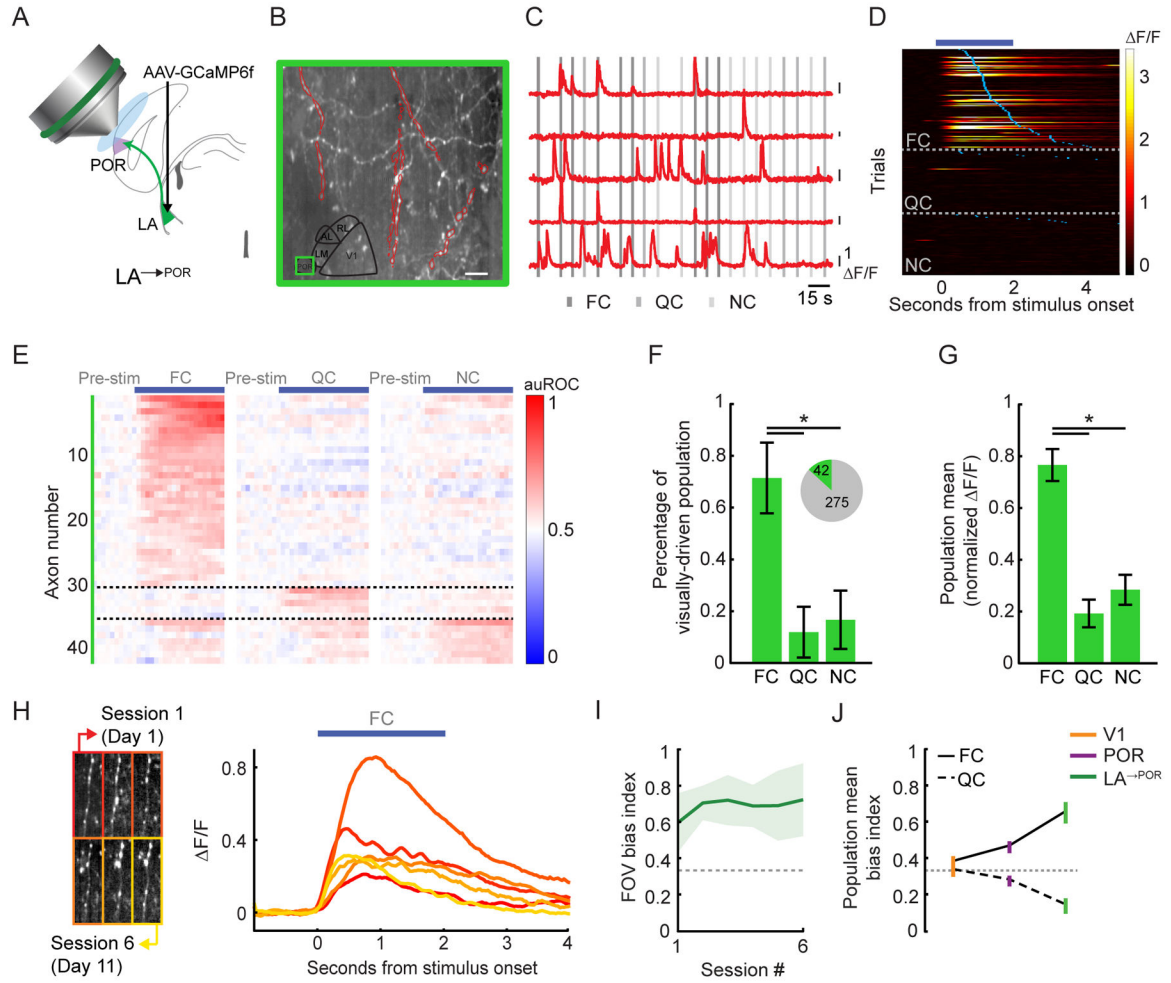 A
AAV-GCaMP6f
POR
LA
LA→POR
B
RL
AL
LM
V1
POR
C
1
ΔF/F
15 s
FC
QC
NC
D
ΔF/F
3
2
1
0
Trials
FC
QC
NC
0
2
4
Seconds from stimulus onset
E
Pre-stim
FC
Pre-stim
QC
Pre-stim
NC
auROC
1
0.5
0
Axon number
10
20
30
40
F
Percentage of
visually-driven population
1
0.8
0.6
0.4
0.2
0
*
42
275
FC
QC
NC
G
Population mean
(normalized ΔF/F)
1
0.8
0.6
0.4
0.2
0
*
FC
QC
NC
H
Session 1
(Day 1)
Session 6
(Day 11)
FC
ΔF/F
0.8
0.4
0
0
1
2
3
4
Seconds from stimulus onset
I
FOV bias index
1
0.8
0.6
0.4
0.2
0
1
6
Session #
J
Population mean
bias index
1
0.8
0.6
0.4
0.2
0
FC
QC
V1
POR
LA→POR